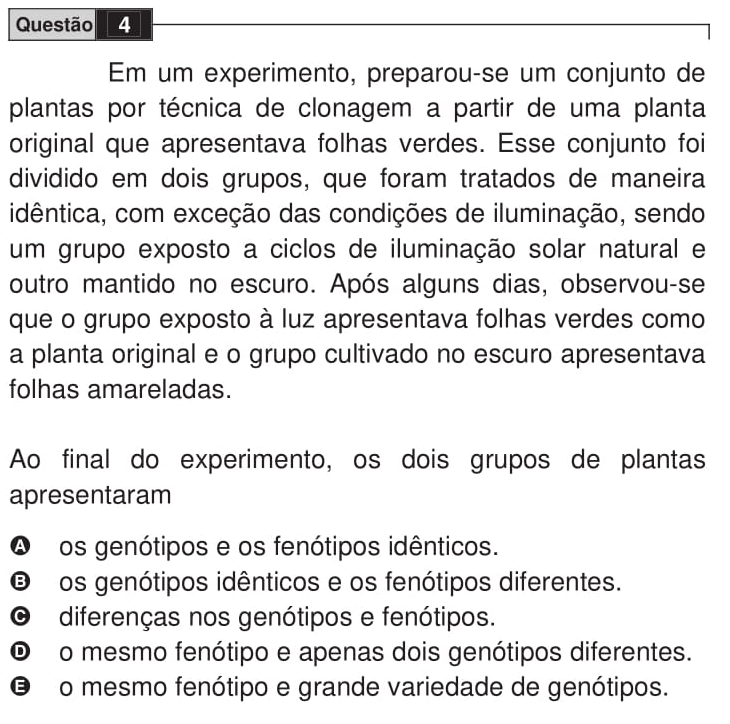 Questão 4
Em um experimento, preparou-se um conjunto de
plantas por técnica de clonagem a partir de uma planta
original que apresentava folhas verdes. Esse conjunto foi
dividido em dois grupos, que foram tratados de maneira
idêntica, com exceção das condições de iluminação, sendo
um grupo exposto a ciclos de iluminação solar natural e
outro mantido no escuro. Após alguns dias, observou-se
que o grupo exposto à luz apresentava folhas verdes como
a planta original e o grupo cultivado no escuro apresentava
folhas amareladas.
Ao final do experimento, os dois grupos de plantas
apresentaram
A os genótipos e os fenótipos idênticos.
B os genótipos idênticos e os fenótipos diferentes.
C diferenças nos genótipos e fenótipos.
D o mesmo fenótipo e apenas dois genótipos diferentes.
E o mesmo fenótipo e grande variedade de genótipos.